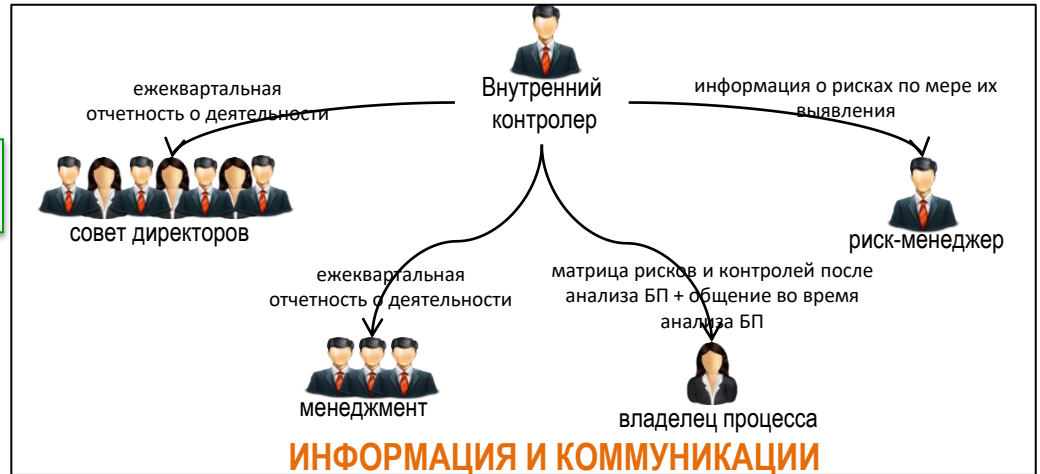 Внутренний
контролер
ежеквартальная
отчетность о деятельности
информация о рисках по мере их
выявления
совет директоров
риск-менеджер
ежеквартальная
отчетность о деятельности
матрица рисков и контролей после
анализа БП + общение во время
анализа БП
менеджмент
владелец процесса
ИНФОРМАЦИЯ И КОММУНИКАЦИИ